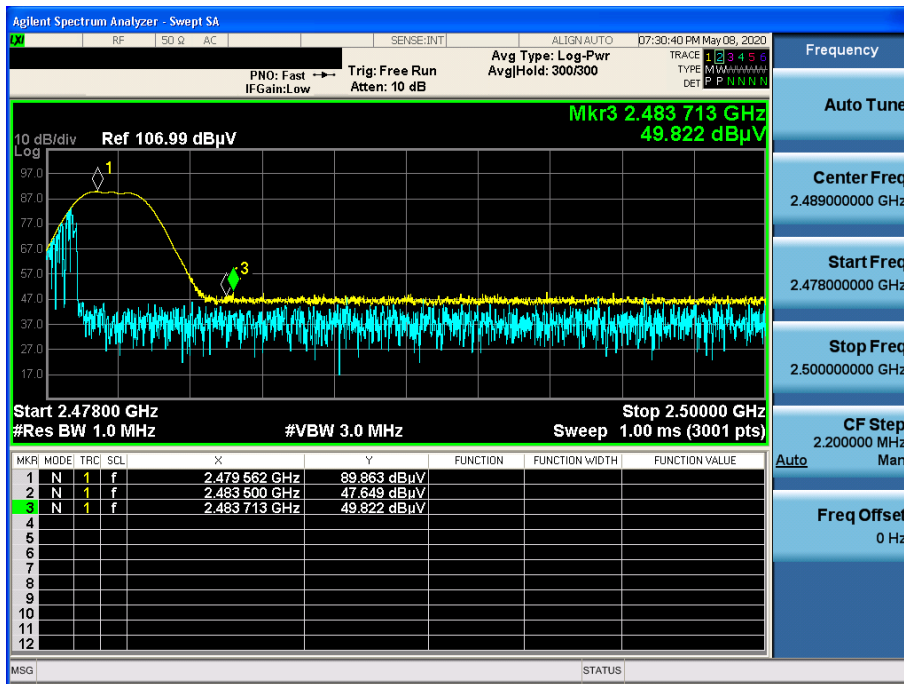 Agilent Spectrum Analyzer - Swept SA
LXI RF 50 Ω AC SENSE:INT ALIGN AUTO 07:30:40 PM May 08, 2020
PNO: Fast Trig: Free Run Avg Type: Log-Pwr TRACE 1 2 3 4 5 6
IFGain:Low Atten: 10 dB Avg|Hold: 300/300 TYPE M W W W W W
DET P P N N N N
Mkr3 2.483 713 GHz
49.822 dBµV
10 dB/div Ref 106.99 dBµV
Log
97.0
87.0
77.0
67.0
57.0
47.0
37.0
27.0
17.0
1
3
Start 2.47800 GHz Stop 2.50000 GHz
#Res BW 1.0 MHz #VBW 3.0 MHz Sweep 1.00 ms (3001 pts)
MKR MODE TRC SCL X Y FUNCTION FUNCTION WIDTH FUNCTION VALUE
1 N 1 f 2.479 562 GHz 89.863 dBµV
2 N 1 f 2.483 500 GHz 47.649 dBµV
3 N 1 f 2.483 713 GHz 49.822 dBµV
4
5
6
7
8
9
10
11
12
MSG STATUS
Frequency
Auto Tune
Center Freq
2.489000000 GHz
Start Freq
2.478000000 GHz
Stop Freq
2.500000000 GHz
CF Step
2.200000 MHz
Auto Man
Freq Offset
0 Hz